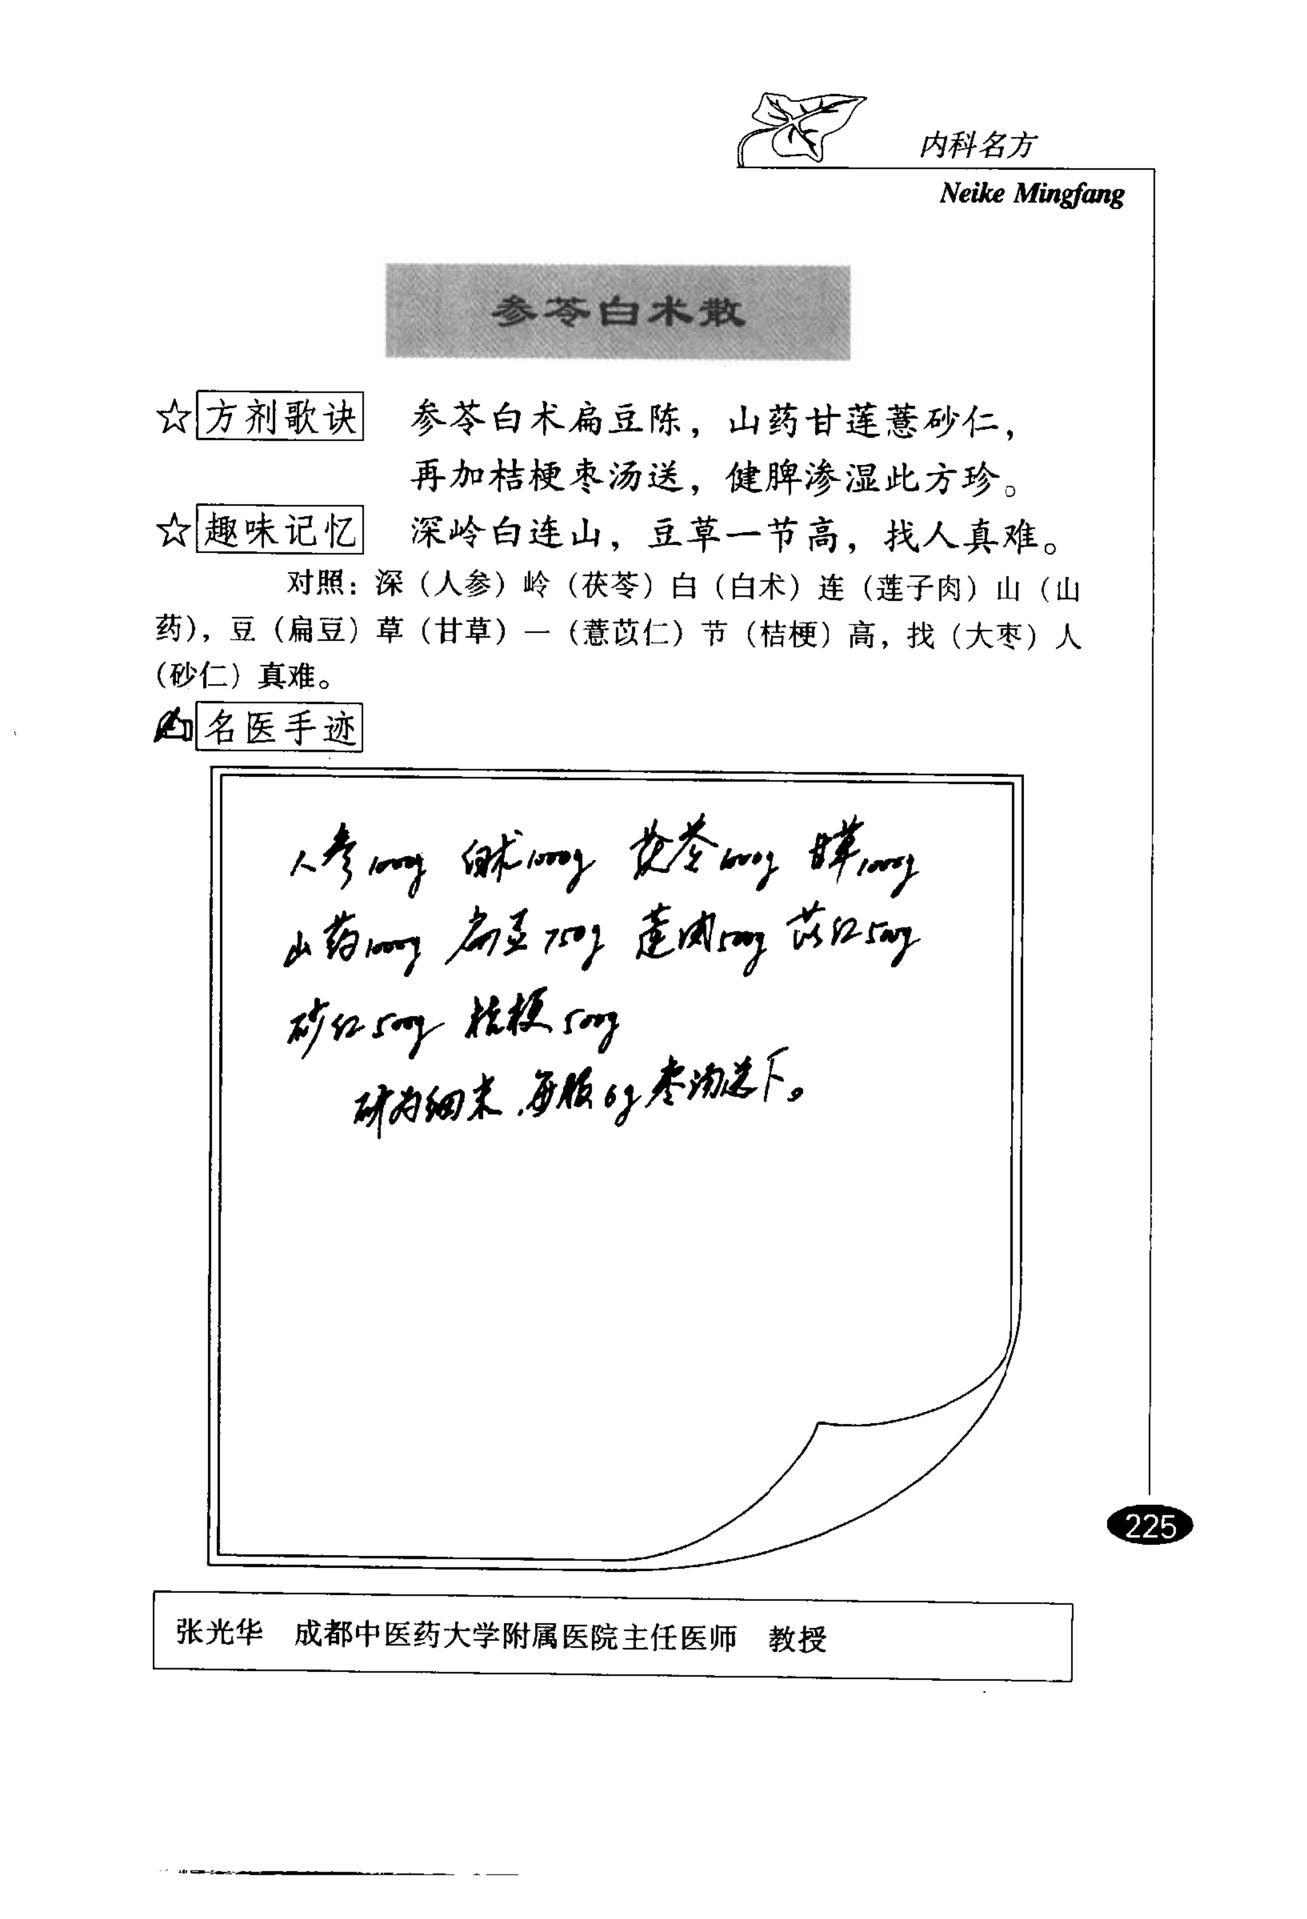 内科名方
Neike Mingfang
参苓白术散
☆方剂歌诀 参苓白术扁豆陈，山药甘莲薏砂仁，
再加桔梗枣汤送，健脾渗湿此方珍。
☆趣味记忆 深岭白连山，豆草一节高，找人真难。
对照：深（人参）岭（茯苓）白（白术）连（莲子肉）山（山
药），豆（扁豆）草（甘草）一（薏苡仁）节（桔梗）高，找（大枣）人
（砂仁）真难。
名医手迹
人参1000g 白术1000g 茯苓1000g 甘草1000g
山药1000g 扁豆750g 莲肉500g 苡仁500g
砂仁500g 桔梗500g
研为细末，每服6g枣汤送下。
225
张光华 成都中医药大学附属医院主任医师 教授